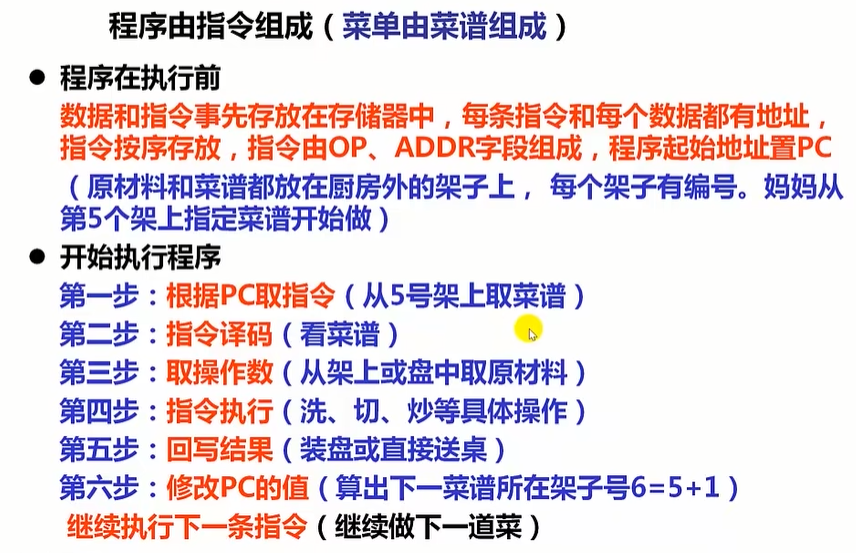 程序由指令组成（菜单由菜谱组成）
● 程序在执行前
数据和指令事先存放在存储器中，每条指令和每个数据都有地址，
指令按序存放，指令由OP、ADDR字段组成，程序起始地址置PC
（原材料和菜谱都放在厨房外的架子上， 每个架子有编号。妈妈从
第5个架上指定菜谱开始做）
● 开始执行程序
第一步：根据PC取指令（从5号架上取菜谱）
第二步：指令译码（看菜谱）
第三步：取操作数（从架上或盘中取原材料）
第四步：指令执行（洗、切、炒等具体操作）
第五步：回写结果（装盘或直接送桌）
第六步：修改PC的值（算出下一菜谱所在架子号6=5+1）
继续执行下一条指令（继续做下一道菜）